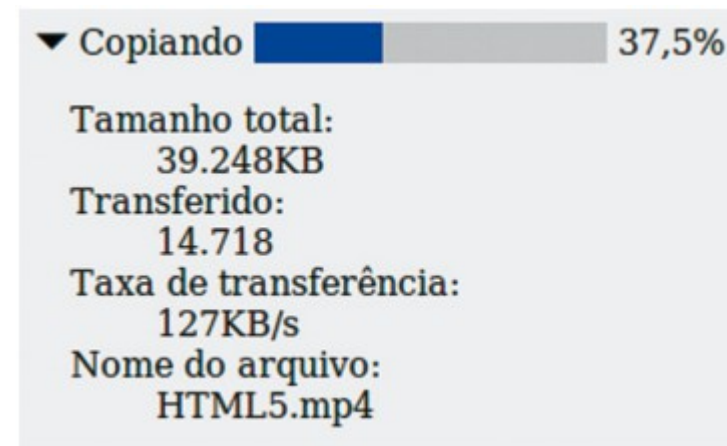 Copiando 37,5%
Tamanho total:
39.248KB
Transferido:
14.718
Taxa de transferência:
127KB/s
Nome do arquivo:
HTML5.mp4